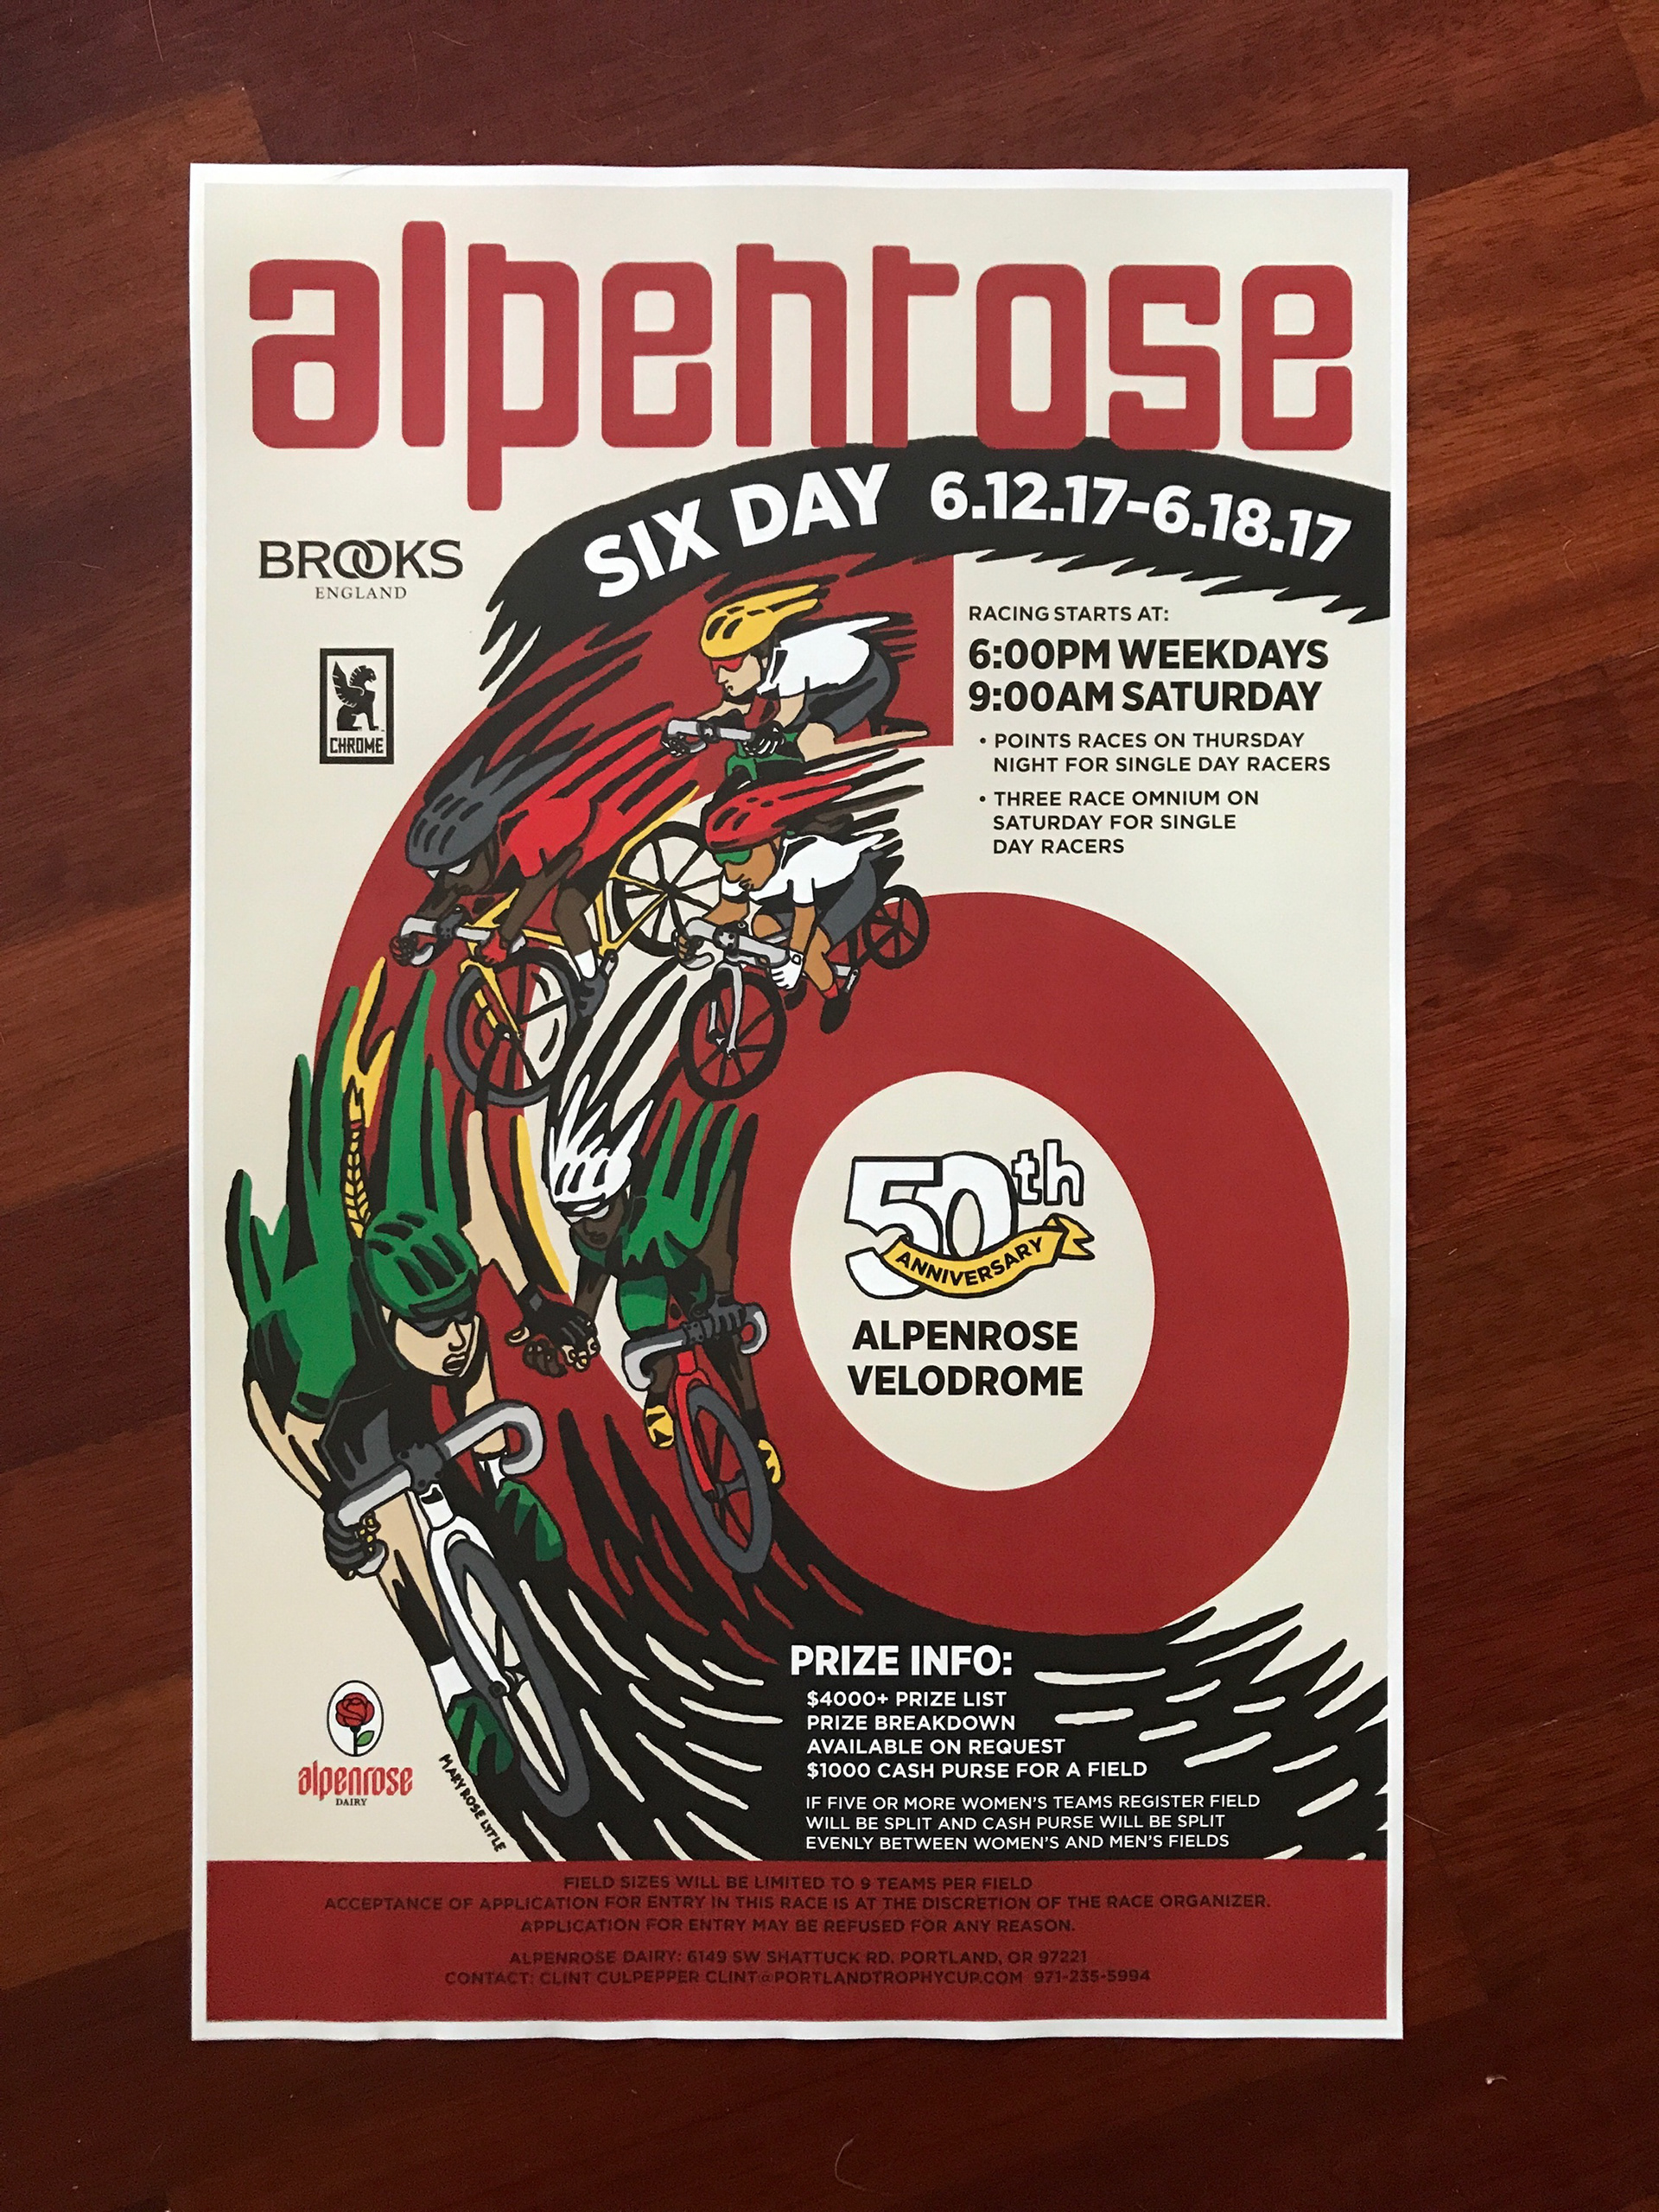 alpenrose
SIX DAY 6.12.17-6.18.17
BROOKS
ENGLAND
CHROME
RACING STARTS AT:
6:00PM WEEKDAYS
9:00AM SATURDAY
• POINTS RACES ON THURSDAY
NIGHT FOR SINGLE DAY RACERS
• THREE RACE OMNIUM ON
SATURDAY FOR SINGLE
DAY RACERS
50th
ANNIVERSARY
ALPENROSE
VELODROME
PRIZE INFO:
$4000+ PRIZE LIST
PRIZE BREAKDOWN
AVAILABLE ON REQUEST
$1000 CASH PURSE FOR A FIELD
IF FIVE OR MORE WOMEN'S TEAMS REGISTER FIELD
WILL BE SPLIT AND CASH PURSE WILL BE SPLIT
EVENLY BETWEEN WOMEN'S AND MEN'S FIELDS
alpenrose
DAIRY
MARY ROSE LYTLE
FIELD SIZES WILL BE LIMITED TO 9 TEAMS PER FIELD
ACCEPTANCE OF APPLICATION FOR ENTRY IN THIS RACE IS AT THE DISCRETION OF THE RACE ORGANIZER.
APPLICATION FOR ENTRY MAY BE REFUSED FOR ANY REASON.
ALPENROSE DAIRY: 6149 SW SHATTUCK RD. PORTLAND, OR 97221
CONTACT: CLINT CULPEPPER CLINT@PORTLANDTROPHYCUP.COM 971-235-5994